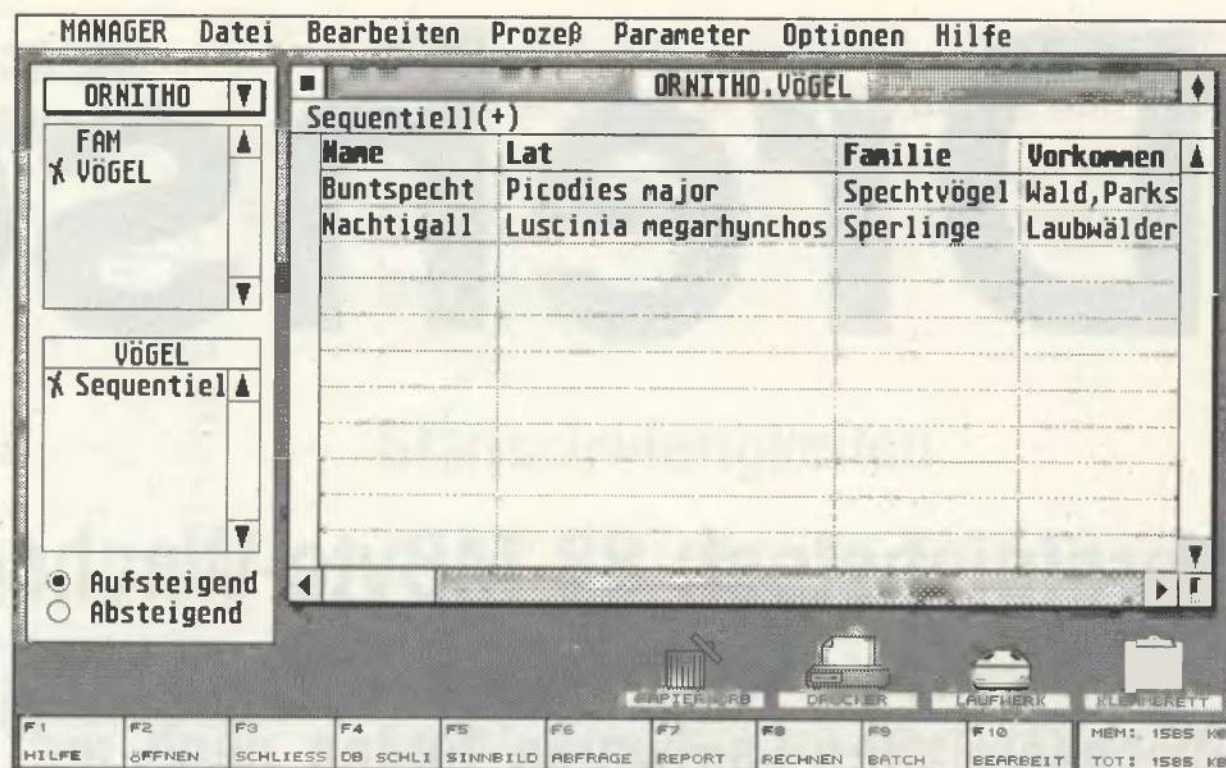 MANAGER Datei Bearbeiten Prozeß Parameter Optionen Hilfe
ORNITHO
FAM
VÖGEL
VÖGEL
Sequentiel
Aufsteigend
Absteigend
ORNITHO.VÖGEL
Sequentiell(+)
Name Lat Familie Vorkommen
Buntspecht Picodies major Spechtvögel Wald,Parks
Nachtigall Luscinia megarhynchos Sperlinge Laubwälder
PAPIERKORB DRUCKER LAUFWERK KLEMMBRETT
F1 F2 F3 F4 F5 F6 F7 F8 F9 F10 MEM: 1585 KB
HILFE ÖFFNEN SCHLIESS DB SCHLI SINNBILD ABFRAGE REPORT RECHNEN BATCH BEARBEIT TOT: 1585 KB